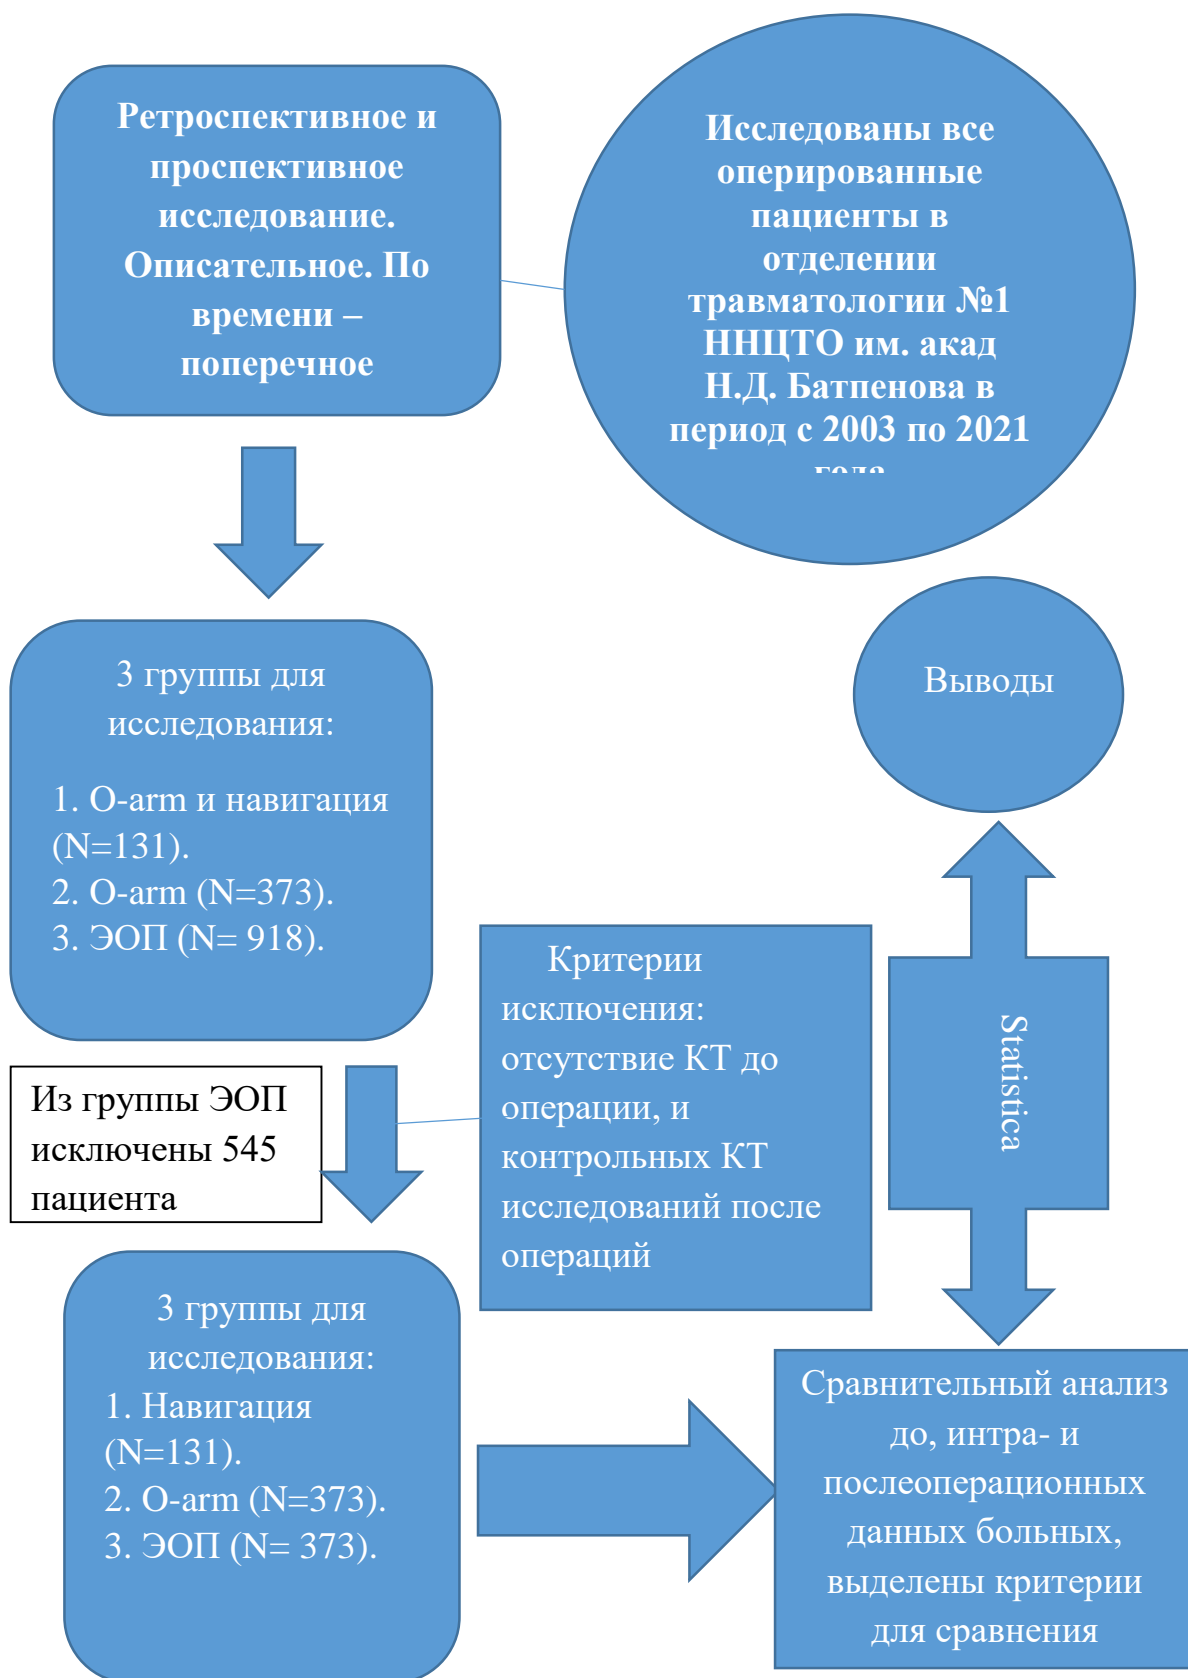 Ретроспективное и
проспективное
исследование.
Описательное. По
времени –
поперечное
Исследованы все
оперированные
пациенты в
отделении
травматологии №1
ННЦТО им. акад
Н.Д. Батпенова в
период с 2003 по 2021
года
3 группы для
исследования:
1. O-arm и навигация
(N=131).
2. O-arm (N=373).
3. ЭОП (N= 918).
Выводы
Из группы ЭОП
исключены 545
пациента
Критерии
исключения:
отсутствие КТ до
операции, и
контрольных КТ
исследований после
операций
Statistica
3 группы для
исследования:
1. Навигация
(N=131).
2. O-arm (N=373).
3. ЭОП (N= 373).
Сравнительный анализ
до, интра- и
послеоперационных
данных больных,
выделены критерии
для сравнения